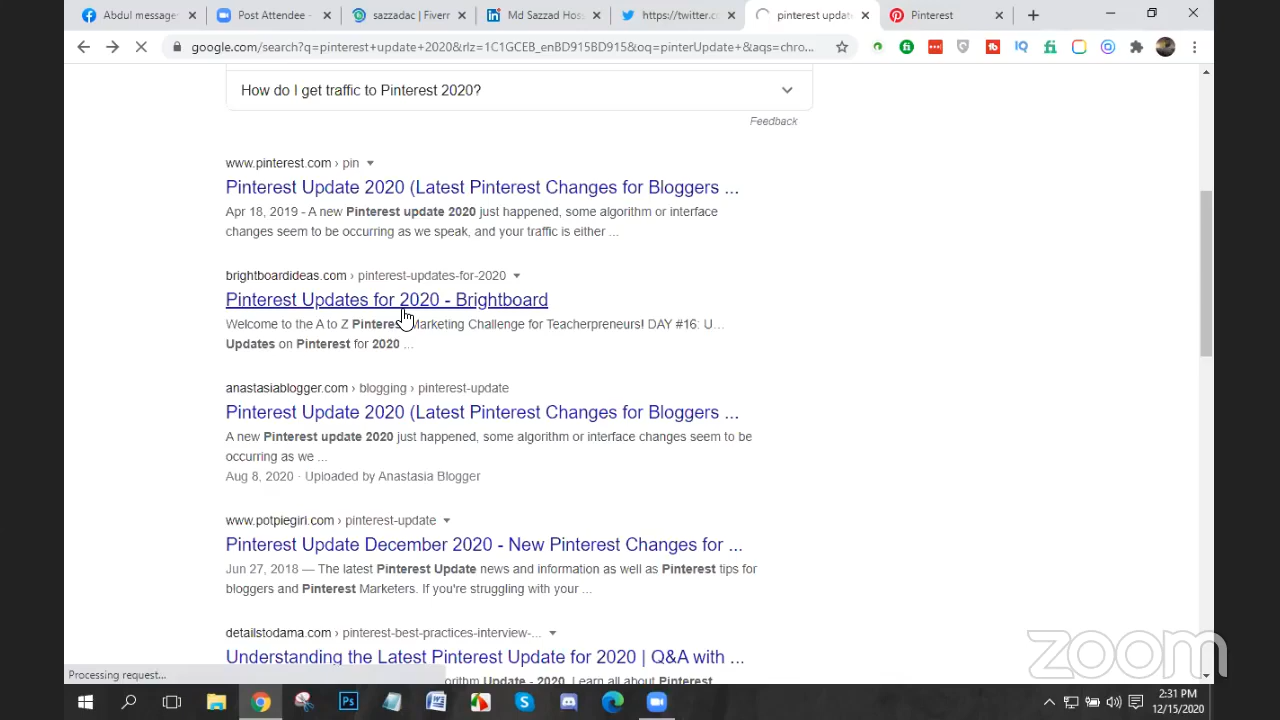 Abdul message
Post Attendee -
sazzadac | Fiverr
Md Sazzad Hos
https://twitter.c
pinterest updat
Pinterest
google.com/search?q=pinterest+update+2020&rlz=1C1GCEB_enBD915BD915&oq=pinterUpdate+&aqs=chro...
How do I get traffic to Pinterest 2020?
Feedback
www.pinterest.com › pin
Pinterest Update 2020 (Latest Pinterest Changes for Bloggers ...
Apr 18, 2019 - A new Pinterest update 2020 just happened, some algorithm or interface
changes seem to be occurring as we speak, and your traffic is either ...
brightboardideas.com › pinterest-updates-for-2020
Pinterest Updates for 2020 - Brightboard
Welcome to the A to Z Pinterest Marketing Challenge for Teacherpreneurs! DAY #16: U...
Updates on Pinterest for 2020 ...
anastasiablogger.com › blogging › pinterest-update
Pinterest Update 2020 (Latest Pinterest Changes for Bloggers ...
A new Pinterest update 2020 just happened, some algorithm or interface changes seem to be
occurring as we ...
Aug 8, 2020 · Uploaded by Anastasia Blogger
www.potpiegirl.com › pinterest-update
Pinterest Update December 2020 - New Pinterest Changes for ...
Jun 27, 2018 — The latest Pinterest Update news and information as well as Pinterest tips for
bloggers and Pinterest Marketers. If you're struggling with your ...
detailstodama.com › pinterest-best-practices-interview-...
Understanding the Latest Pinterest Update for 2020 | Q&A with ...
algorithm Update - 2020. Learn all about Pinterest
zoom
Processing request...
2:31 PM
12/15/2020